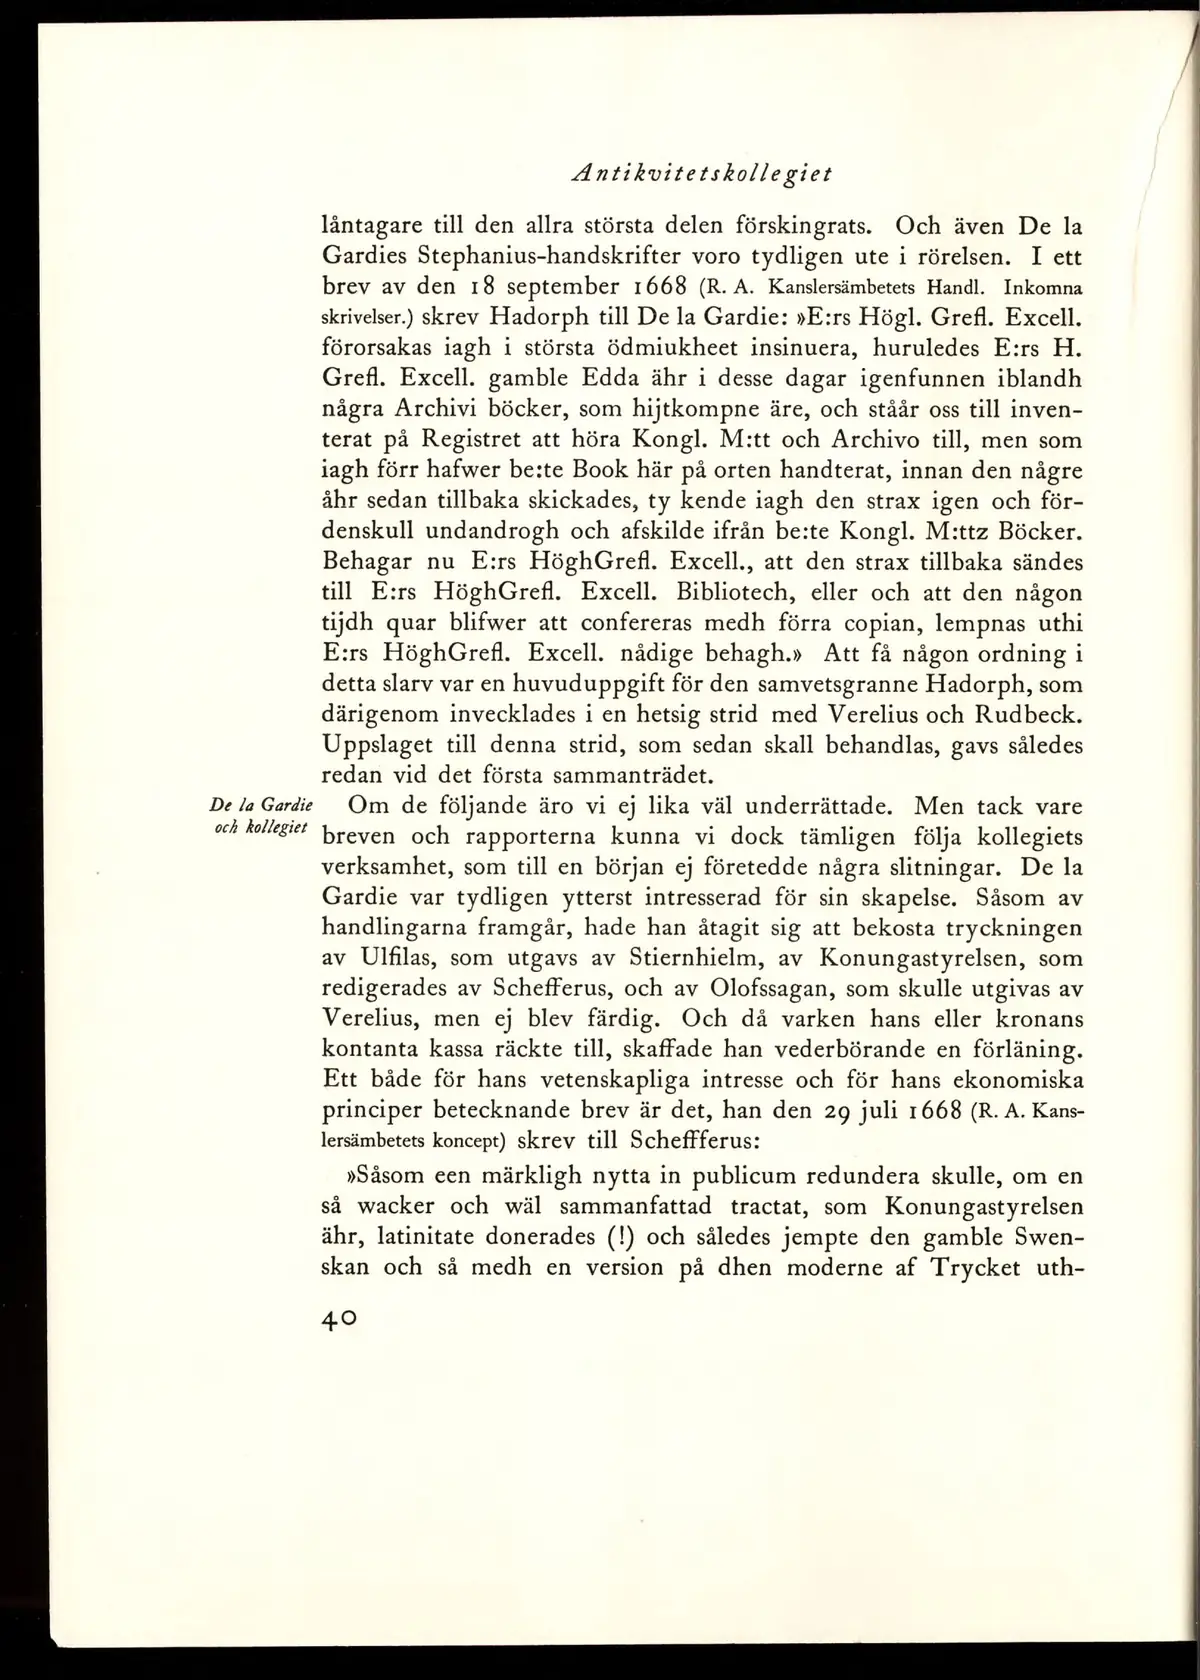 Antikvitetskollegiet
låntagare till den allra största delen förskingrats. Och även De la
Gardies Stephanius-handskrifter voro tydligen ute i rörelsen. I ett
brev av den 18 september 1668 (R. A. Kanslersämbetets Handl. Inkomna
skrivelser.) skrev Hadorph till De la Gardie: »E:rs Högl. Grefl. Excell.
förorsakas iagh i största ödmiukheet insinuera, huruledes E:rs H.
Grefl. Excell. gamble Edda ähr i desse dagar igenfunnen iblandh
några Archivi böcker, som hijtkompne äre, och ståår oss till inven-
terat på Registret att höra Kongl. M:tt och Archivo till, men som
iagh förr hafwer be:te Book här på orten handterat, innan den någre
åhr sedan tillbaka skickades, ty kende iagh den strax igen och för-
denskull undandrogh och afskilde ifrån be:te Kongl. M:ttz Böcker.
Behagar nu E:rs HöghGrefl. Excell., att den strax tillbaka sändes
till E:rs HöghGrefl. Excell. Bibliotech, eller och att den någon
tijdh quar blifwer att confereras medh förra copian, lempnas uthi
E:rs HöghGrefl. Excell. nådige behagh.» Att få någon ordning i
detta slarv var en huvuduppgift för den samvetsgranne Hadorph, som
därigenom invecklades i en hetsig strid med Verelius och Rudbeck.
Uppslaget till denna strid, som sedan skall behandlas, gavs således
redan vid det första sammanträdet.
De la Gardie
och kollegiet
Om de följande äro vi ej lika väl underrättade. Men tack vare
breven och rapporterna kunna vi dock tämligen följa kollegiets
verksamhet, som till en början ej företedde några slitningar. De la
Gardie var tydligen ytterst intresserad för sin skapelse. Såsom av
handlingarna framgår, hade han åtagit sig att bekosta tryckningen
av Ulfilas, som utgavs av Stiernhielm, av Konungastyrelsen, som
redigerades av Schefferus, och av Olofssagan, som skulle utgivas av
Verelius, men ej blev färdig. Och då varken hans eller kronans
kontanta kassa räckte till, skaffade han vederbörande en förläning.
Ett både för hans vetenskapliga intresse och för hans ekonomiska
principer betecknande brev är det, han den 29 juli 1668 (R. A. Kans-
lersämbetets koncept) skrev till Scheffferus:
»Såsom een märkligh nytta in publicum redundera skulle, om en
så wacker och wäl sammanfattad tractat, som Konungastyrelsen
ähr, latinitate donerades (!) och således jempte den gamble Swen-
skan och så medh en version på dhen moderne af Trycket uth-
40